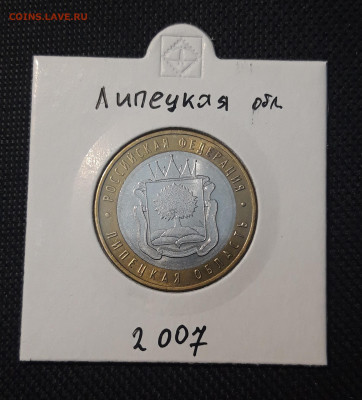 COINS.LAVE.RU
Липецкая обл
• РОССИЙСКАЯ ФЕДЕРАЦИЯ •
ЛИПЕЦКАЯ ОБЛАСТЬ
2007